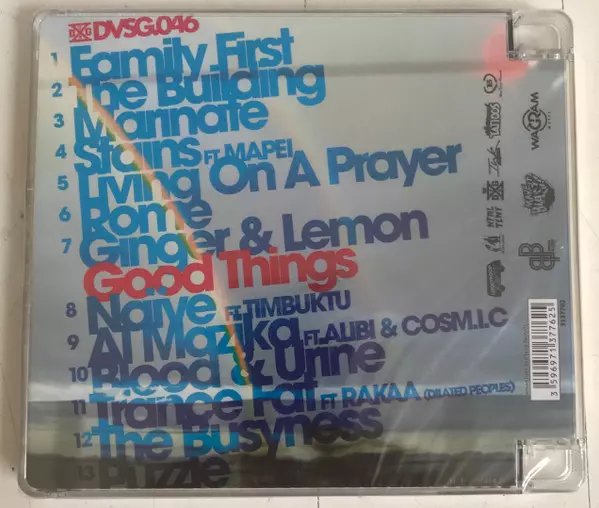 DVSG.046
1 Family First
2 The Building
3 Marinate
4 Stains FT MAPEI
5 Living On A Prayer
6 Rome
7 Ginger & Lemon
Good Things
8 Naive FT. TIMBUKTU
9 Al Mazika FT. ALIBI & COSM.I.C
10 Blood & Urine
11 Trance Fat FT RAKAA (DILATED PEOPLES)
12 The Busyness
13 Puzzle
WAGRAM
3 596971 377625